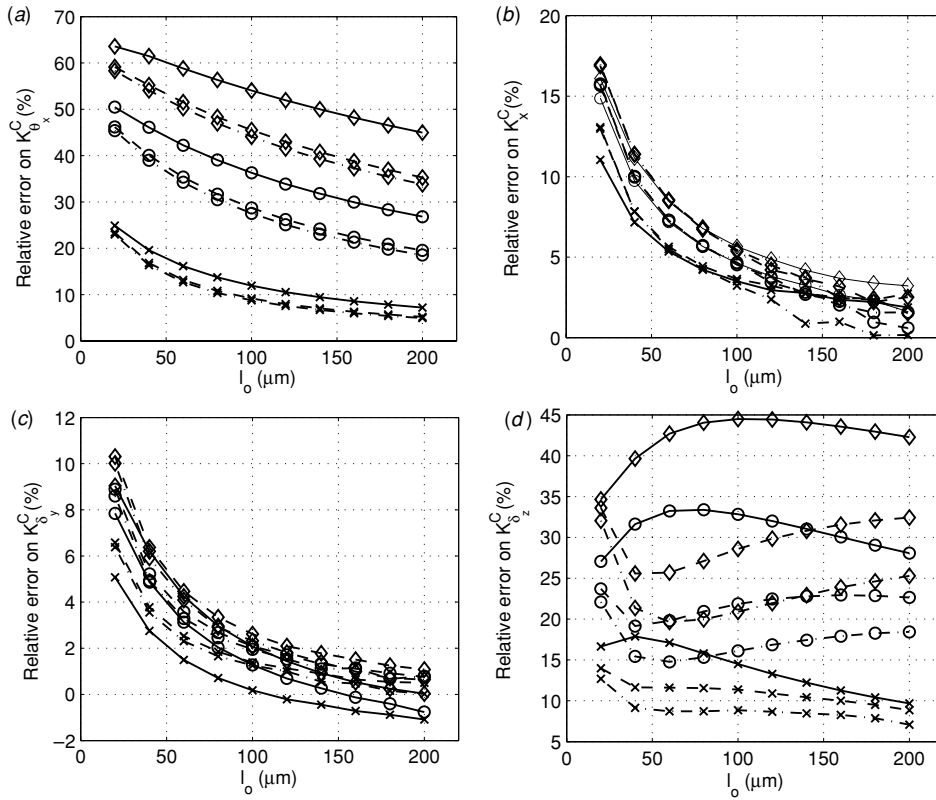 (a)
70
60
50
40
30
20
10
0
Relative error on K^C_θ_x (%)
0 50 100 150 200
l_o (μm)
(b)
20
15
10
5
0
Relative error on K^C_x (%)
0 50 100 150 200
l_o (μm)
(c)
12
10
8
6
4
2
0
−2
Relative error on K^C_δ_y (%)
0 50 100 150 200
l_o (μm)
(d)
45
40
35
30
25
20
15
10
5
Relative error on K^C_δ_z (%)
0 50 100 150 200
l_o (μm)